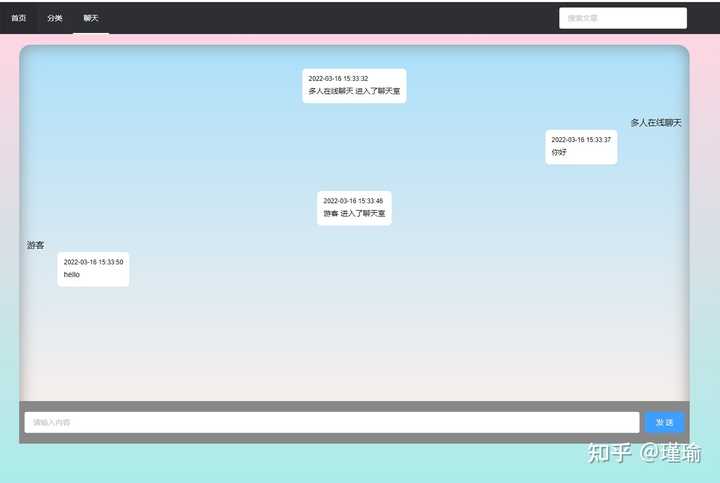 首页 分类 聊天 搜索文章
2022-03-16 15:33:32
多人在线聊天 进入了聊天室
多人在线聊天
2022-03-16 15:33:37
你好
2022-03-16 15:33:46
游客 进入了聊天室
游客
2022-03-16 15:33:50
hello
请输入内容 发 送
知乎 @瑾瑜